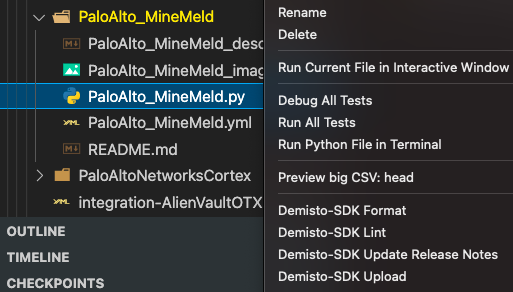 PaloAlto_MineMeld
PaloAlto_MineMeld_desc
PaloAlto_MineMeld_imag
PaloAlto_MineMeld.py
PaloAlto_MineMeld.yml
README.md
PaloAltoNetworksCortex
integration-AlienVaultOTX
OUTLINE
TIMELINE
CHECKPOINTS
Rename
Delete
Run Current File in Interactive Window
Debug All Tests
Run All Tests
Run Python File in Terminal
Preview big CSV: head
Demisto-SDK Format
Demisto-SDK Lint
Demisto-SDK Update Release Notes
Demisto-SDK Upload